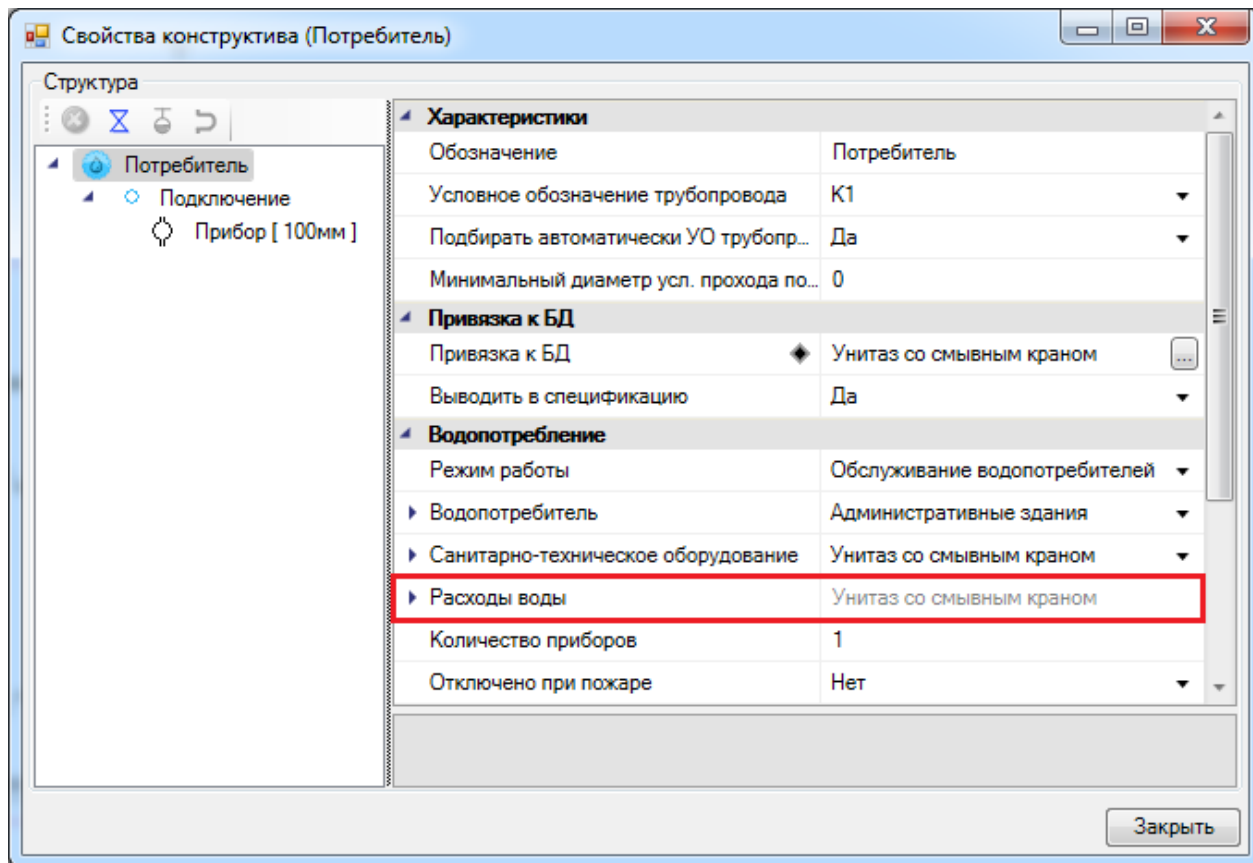 Свойства конструктива (Потребитель)
Структура
Потребитель
Подключение
Прибор [ 100мм ]
Характеристики
Обозначение Потребитель
Условное обозначение трубопровода К1
Подбирать автоматически УО трубопр... Да
Минимальный диаметр усл. прохода по... 0
Привязка к БД
Привязка к БД Унитаз со смывным краном ...
Выводить в спецификацию Да
Водопотребление
Режим работы Обслуживание водопотребителей
Водопотребитель Административные здания
Санитарно-техническое оборудование Унитаз со смывным краном
Расходы воды Унитаз со смывным краном
Количество приборов 1
Отключено при пожаре Нет
Закрыть